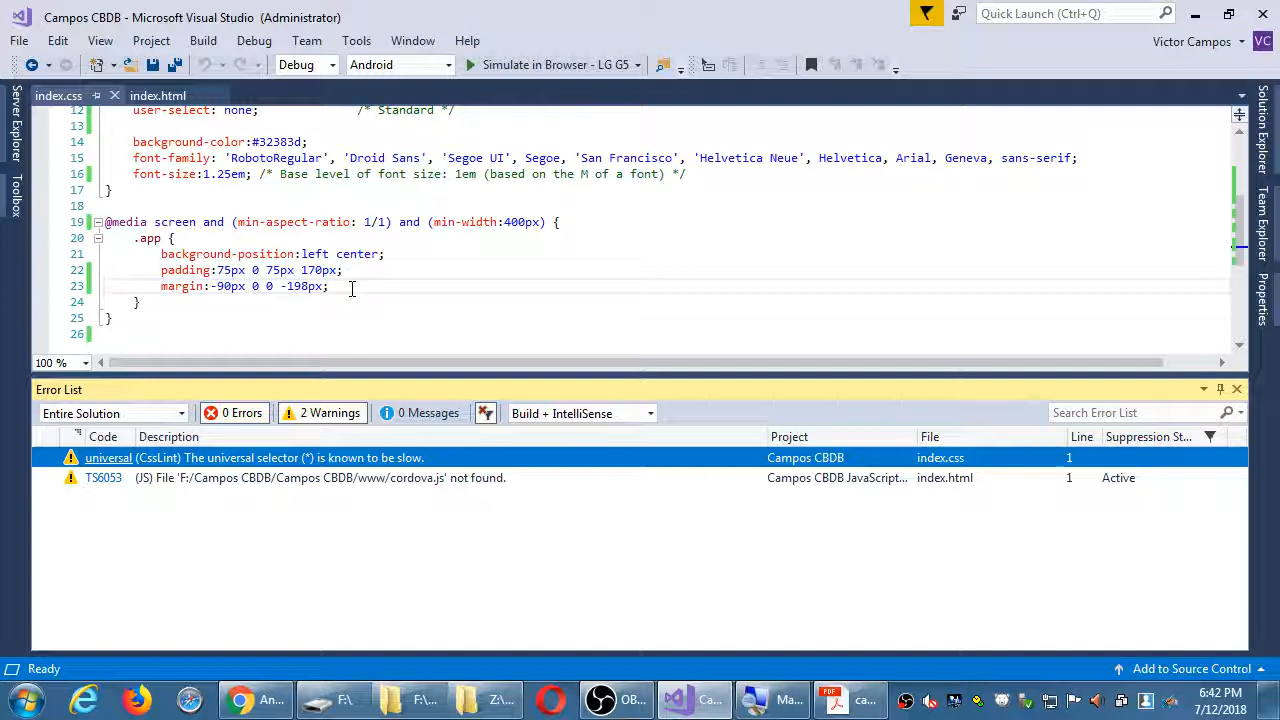 Campos CBDB - Microsoft Visual Studio (Administrator)
Quick Launch (Ctrl+Q)
File Edit View Project Build Debug Team Tools Window Help
Victor Campos VC
Debug Android Simulate in Browser - LG G5
index.css index.html
Server Explorer
Toolbox
Solution Explorer
Team Explorer
Properties
12 user-select: none; /* Standard */
13
14 background-color:#32383d;
15 font-family: 'RobotoRegular', 'Droid Sans', 'Segoe UI', Segoe, 'San Francisco', 'Helvetica Neue', Helvetica, Arial, Geneva, sans-serif;
16 font-size:1.25em; /* Base level of font size: 1em (based on the M of a font) */
17 }
18
19 @media screen and (min-aspect-ratio: 1/1) and (min-width:400px) {
20 .app {
21 background-position:left center;
22 padding:75px 0 75px 170px;
23 margin:-90px 0 0 -198px;
24 }
25 }
26
100 %
Error List
Entire Solution 0 Errors 2 Warnings 0 Messages Build + IntelliSense Search Error List
Code Description Project File Line Suppression St...
universal (CssLint) The universal selector (*) is known to be slow. Campos CBDB index.css 1
TS6053 (JS) File 'F:/Campos CBDB/Campos CBDB/www/cordova.js' not found. Campos CBDB JavaScript... index.html 1 Active
Ready Add to Source Control
An... F:\ F:\... Z:\... OB... Ca... Ma... PDF ca... 6:42 PM
7/12/2018